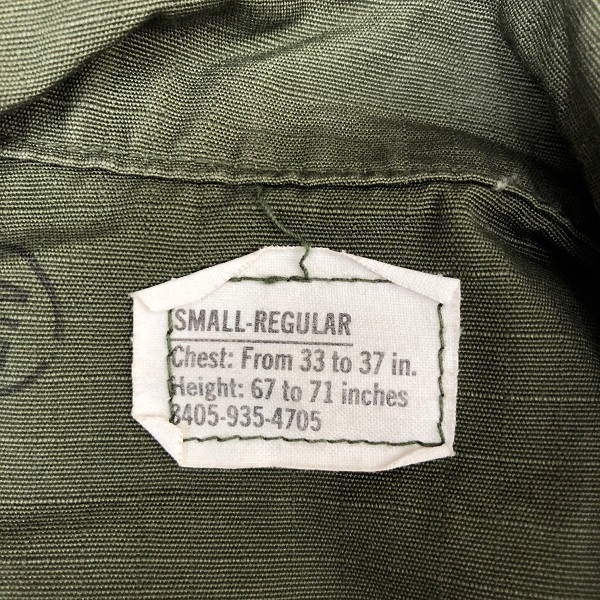 SMALL-REGULAR
Chest: From 33 to 37 in.
Height: 67 to 71 inches
8405-935-4705